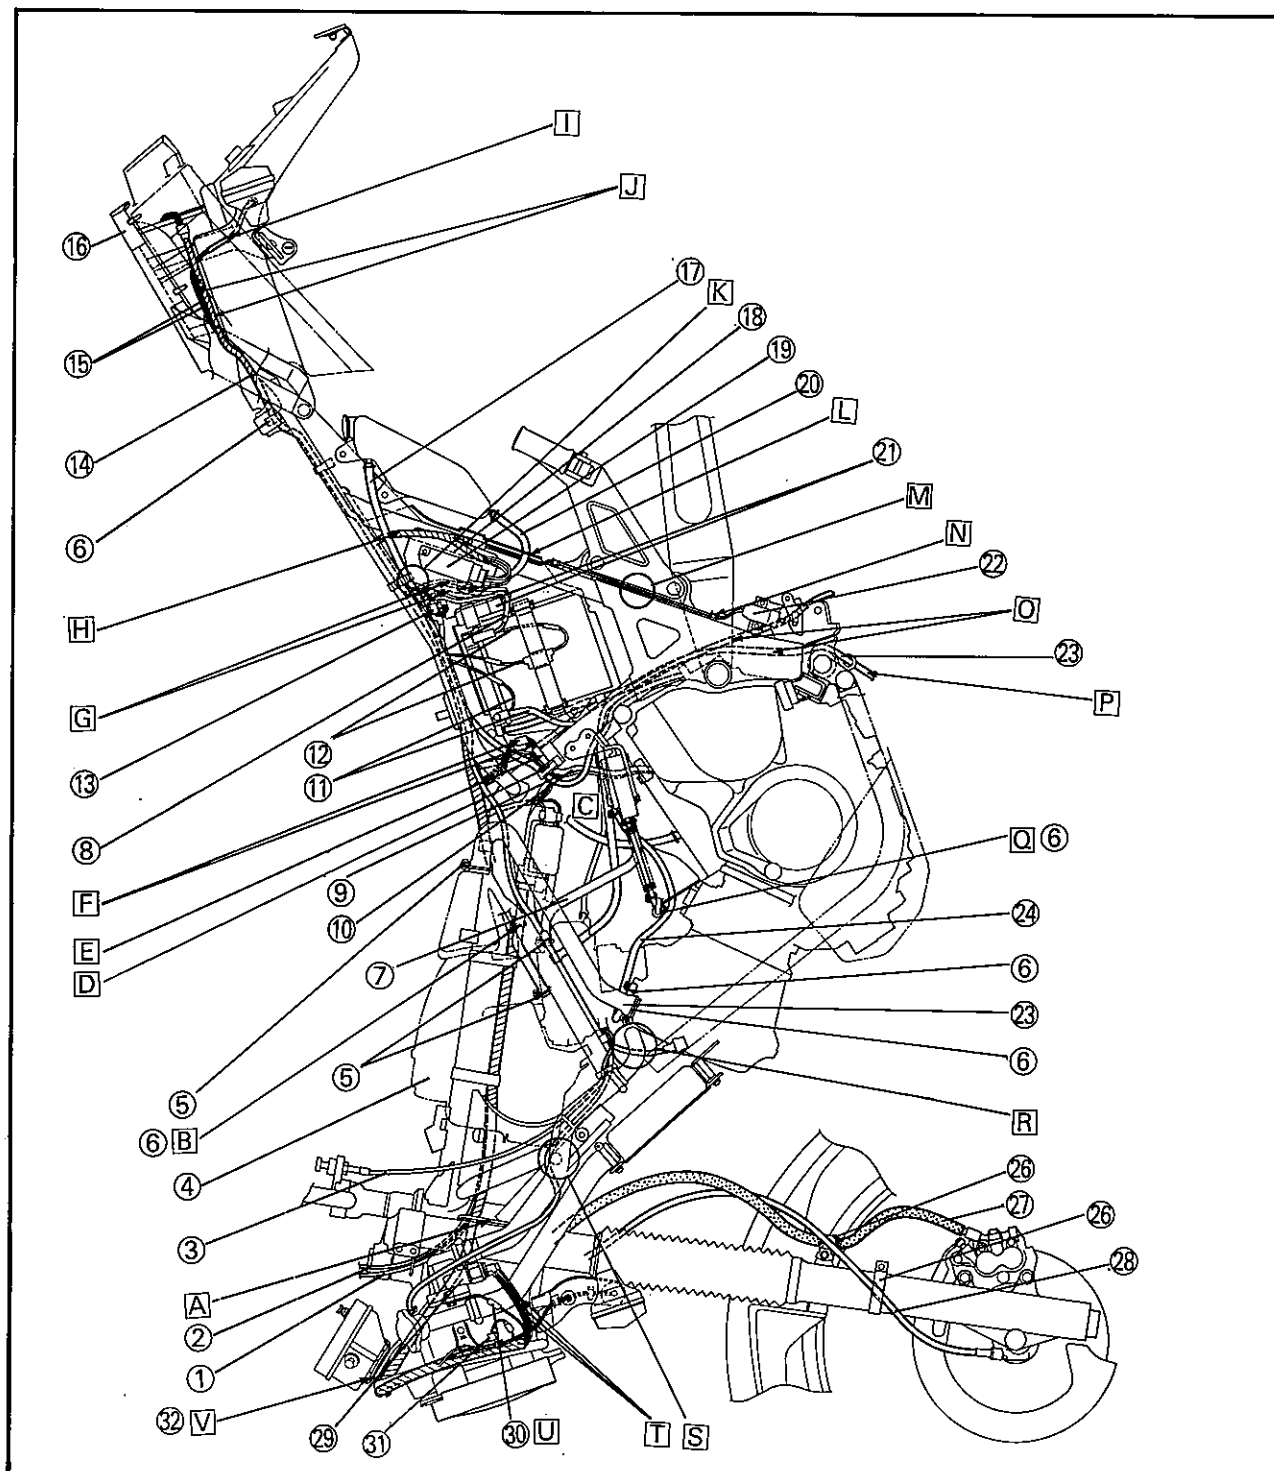 I
J
⑯
⑰
K
⑱
⑲
⑳
L
⑮
⑭
⑥
㉑
M
N
㉒
O
㉓
P
H
G
⑬
⑫
⑪
⑧
F
⑨
⑩
E
D
C
Q ⑥
㉔
⑦
⑥
㉓
⑥
⑤
⑤
⑥ B
R
④
③
㉖
㉗
㉖
㉘
A
②
①
㉜ V
㉙
㉛
㉚ U
T
S